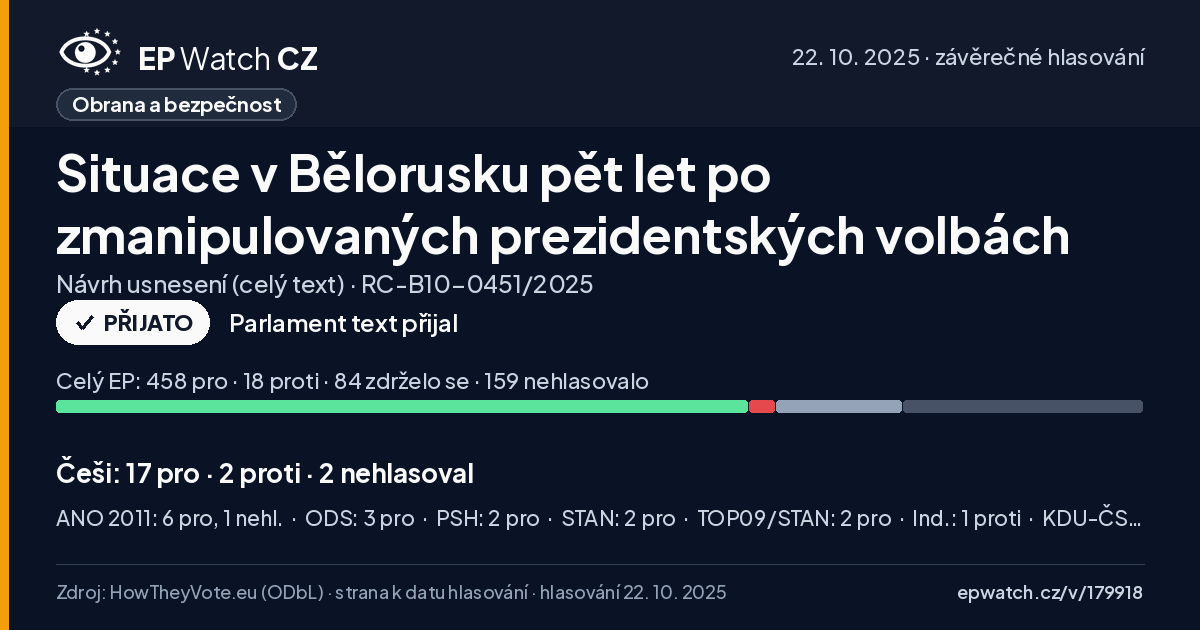 EP Watch CZ
22. 10. 2025 · závěrečné hlasování
Obrana a bezpečnost
Situace v Bělorusku pět let po
zmanipulovaných prezidentských volbách
Návrh usnesení (celý text) · RC-B10-0451/2025
✓ PŘIJATO
Parlament text přijal
Celý EP: 458 pro · 18 proti · 84 zdrželo se · 159 nehlasovalo
Češi: 17 pro · 2 proti · 2 nehlasoval
ANO 2011: 6 pro, 1 nehl. · ODS: 3 pro · PSH: 2 pro · STAN: 2 pro · TOP09/STAN: 2 pro · Ind.: 1 proti · KDU-ČS…
Zdroj: HowTheyVote.eu (ODbL) · strana k datu hlasování · hlasování 22. 10. 2025
epwatch.cz/v/179918